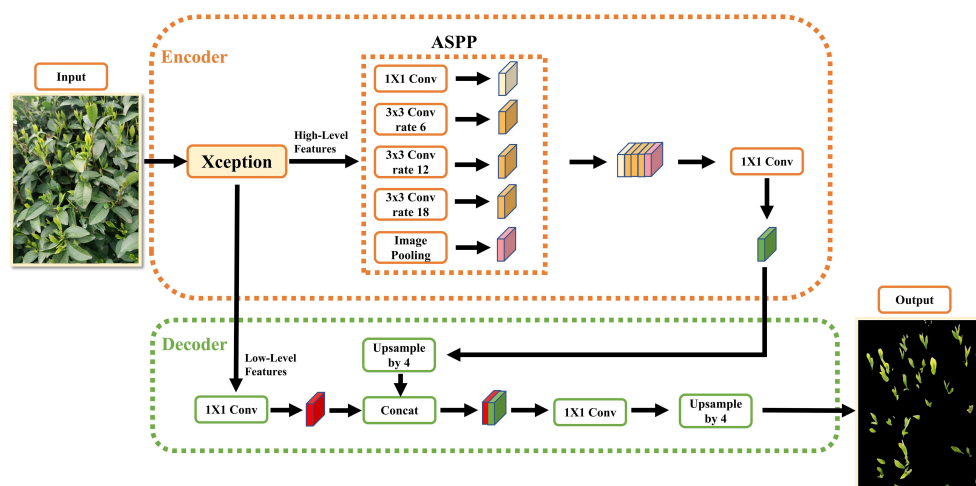 ASPP
Encoder
Input
1X1 Conv
3x3 Conv
rate 6
High-Level
Features
Xception
3x3 Conv
rate 12
1X1 Conv
3x3 Conv
rate 18
Image
Pooling
Output
Decoder
Upsample
by 4
Low-Level
Features
1X1 Conv
Concat
1X1 Conv
Upsample
by 4